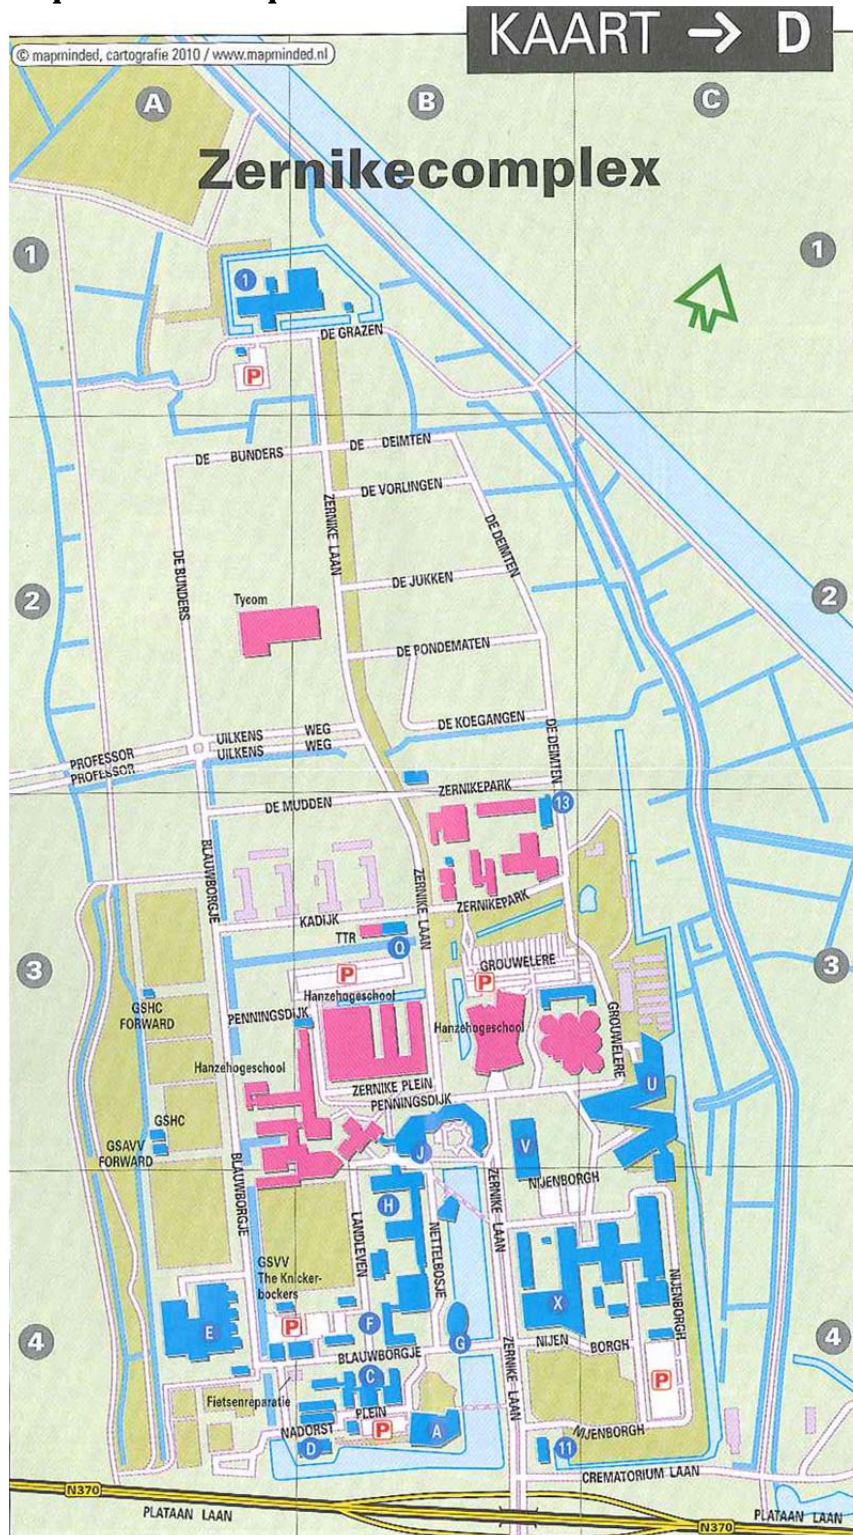 KAART → D
© mapminded, cartografie 2010 / www.mapminded.nl
A
B
C
Zernikecomplex
1
1
1
DE GRAZEN
P
DE BUNDERS
DE DEIMTEN
DE VORLINGEN
ZERNIKE LAAN
DE DEIMTEN
DE BUNDERS
DE JUKKEN
2
2
Tycom
DE PONDEMATEN
DE KOEGANGEN
UILKENS WEG
PROFESSOR
UILKENS WEG
PROFESSOR
DE DEIMTEN
ZERNIKEPARK
DE MUDDEN
13
BLAUWBORGJE
ZERNIKE LAAN
ZERNIKEPARK
KADIJK
TTR
O
3
3
GROUWELERE
P
P
Hanzehogeschool
GSHC
FORWARD
PENNINGSDIJK
Hanzehogeschool
GROUWELERE
Hanzehogeschool
U
ZERNIKE PLEIN
PENNINGSDIJK
GSHC
GSAVV
FORWARD
J
V
BLAUWBORGJE
NIJENBORGH
ZERNIKE LAAN
H
LANDLEVEN
NETTELBOSJE
GSVV
The Knicker-
bockers
NIJENBORGH
X
E
P
F
G
4
4
BLAUWBORGJE
NIJEN BORGH
ZERNIKE LAAN
C
P
Fietsenreparatie
PLEIN
NADORST
P
A
D
NIJENBORGH
11
CREMATORIUM LAAN
N370
PLATAAN LAAN
N370
PLATAAN LAAN